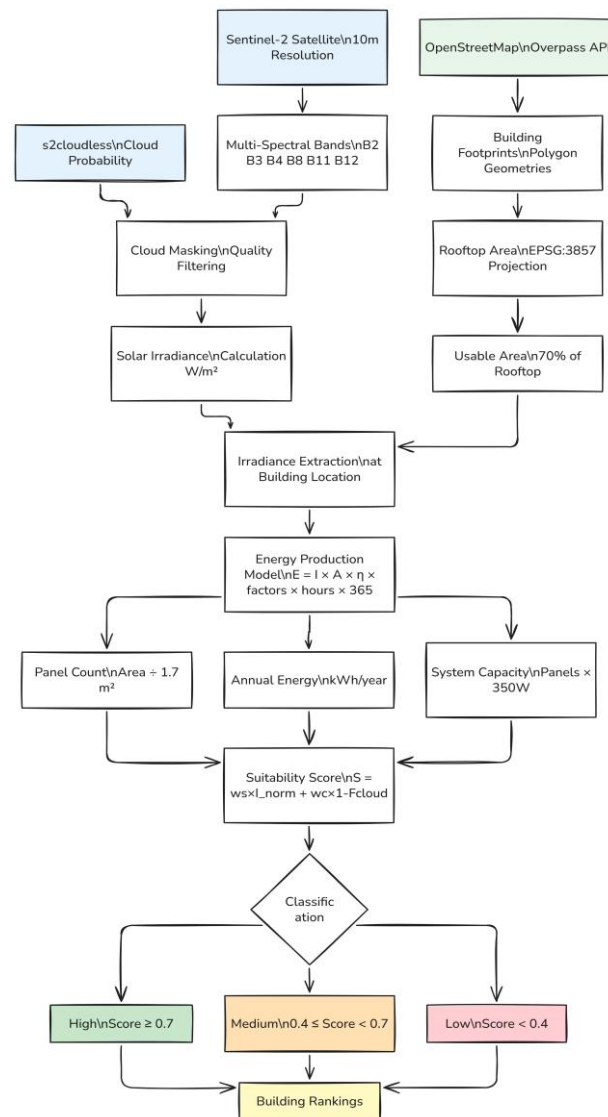 Sentinel-2 Satellite\n10m
Resolution
OpenStreetMap\nOverpass API
s2cloudless\nCloud
Probability
Multi-Spectral Bands\nB2
B3 B4 B8 B11 B12
Building
Footprints\nPolygon
Geometries
Cloud Masking\nQuality
Filtering
Rooftop Area\nEPSG:3857
Projection
Solar Irradiance\nCalculation
W/m²
Usable Area\n70% of
Rooftop
Irradiance Extraction\nat
Building Location
Energy Production
Model\nE = I × A × η ×
factors × hours × 365
Panel Count\nArea ÷ 1.7
m²
Annual Energy\nkWh/year
System Capacity\nPanels ×
350W
Suitability Score\nS =
ws×I_norm + wc×1-Fcloud
Classific
ation
High\nScore ≥ 0.7
Medium\n0.4 ≤ Score < 0.7
Low\nScore < 0.4
Building Rankings